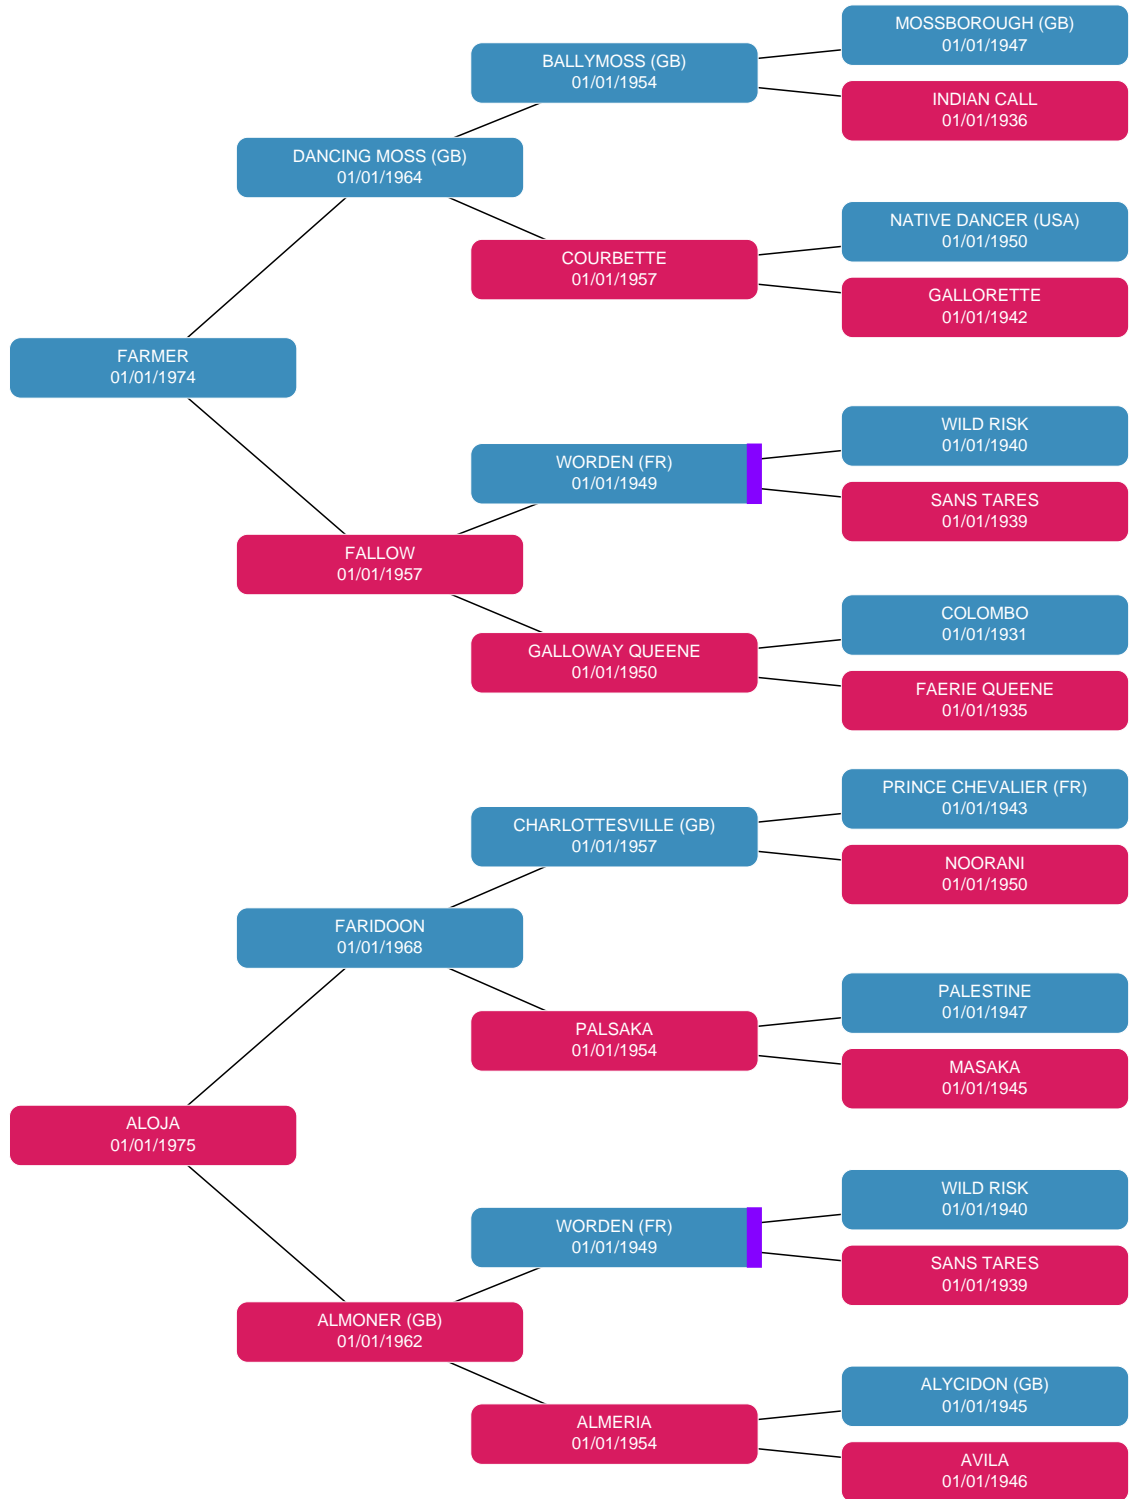 MOSSBOROUGH (GB)
01/01/1947
BALLYMOSS (GB)
01/01/1954
INDIAN CALL
01/01/1936
DANCING MOSS (GB)
01/01/1964
NATIVE DANCER (USA)
01/01/1950
COURBETTE
01/01/1957
GALLORETTE
01/01/1942
FARMER
01/01/1974
WILD RISK
01/01/1940
WORDEN (FR)
01/01/1949
SANS TARES
01/01/1939
FALLOW
01/01/1957
COLOMBO
01/01/1931
GALLOWAY QUEENE
01/01/1950
FAERIE QUEENE
01/01/1935
PRINCE CHEVALIER (FR)
01/01/1943
CHARLOTTESVILLE (GB)
01/01/1957
NOORANI
01/01/1950
FARIDOON
01/01/1968
PALESTINE
01/01/1947
PALSAKA
01/01/1954
MASAKA
01/01/1945
ALOJA
01/01/1975
WILD RISK
01/01/1940
WORDEN (FR)
01/01/1949
SANS TARES
01/01/1939
ALMONER (GB)
01/01/1962
ALYCIDON (GB)
01/01/1945
ALMERIA
01/01/1954
AVILA
01/01/1946